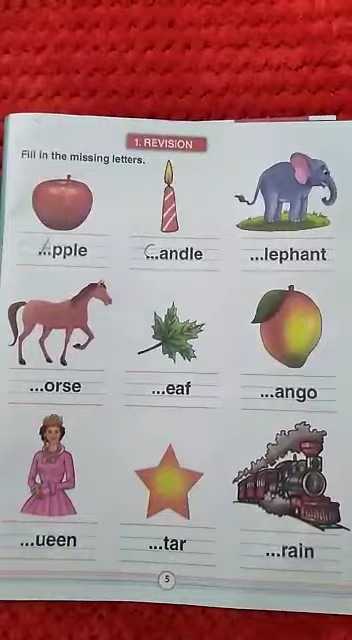 1. REVISION
Fill in the missing letters.
Apple Candle ...lephant
...orse ...eaf ...ango
...ueen ...tar ...rain
5